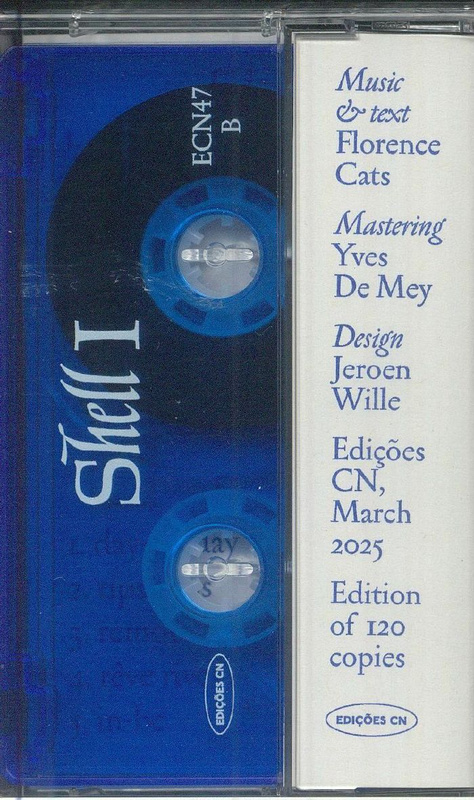 ECN47
B
Shell I
EDIÇÕES CN
Music
& text
Florence
Cats
Mastering
Yves
De Mey
Design
Jeroen
Wille
Edições
CN,
March
2025
Edition
of 120
copies
EDIÇÕES CN